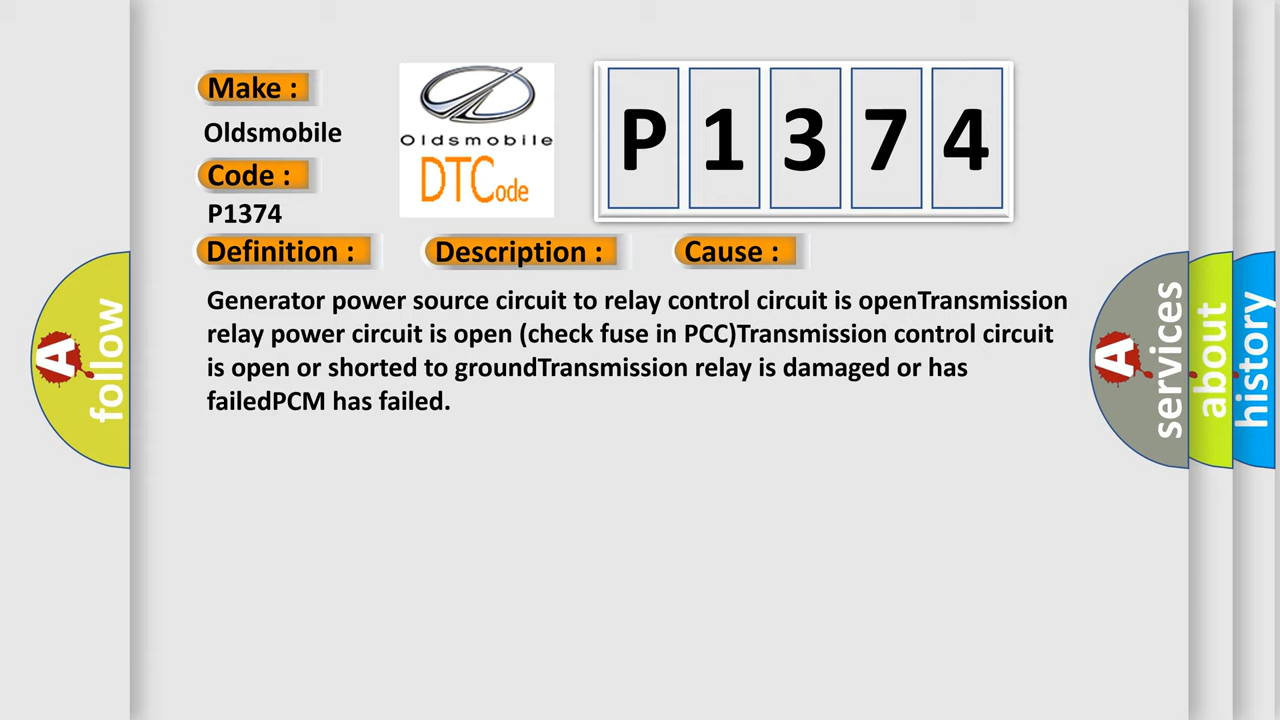 Make :
Oldsmobile
Code :
P1374
Oldsmobile
DTCode
P 1 3 7 4
Definition :
Description :
Cause :
Generator power source circuit to relay control circuit is openTransmission
relay power circuit is open (check fuse in PCC)Transmission control circuit
is open or shorted to groundTransmission relay is damaged or has
failedPCM has failed.
A
follow
A
services
about
history